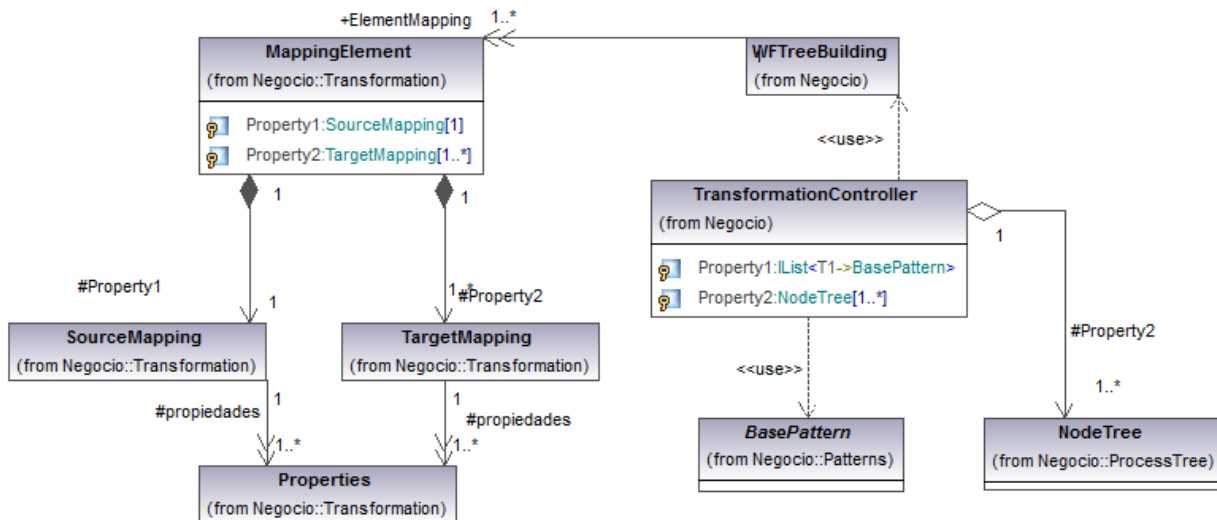 +ElementMapping
1..*
MappingElement
(from Negocio::Transformation)
Property1:SourceMapping[1]
Property2:TargetMapping[1..*]
WFTreeBuilding
(from Negocio)
<<use>>
TransformationController
(from Negocio)
Property1:IList<T1->BasePattern>
Property2:NodeTree[1..*]
1
1
1
#Property1
1
1..*
#Property2
SourceMapping
(from Negocio::Transformation)
TargetMapping
(from Negocio::Transformation)
#Property2
<<use>>
1..*
#propiedades
1
1..*
1
#propiedades
1..*
Properties
(from Negocio::Transformation)
BasePattern
(from Negocio::Patterns)
NodeTree
(from Negocio::ProcessTree)